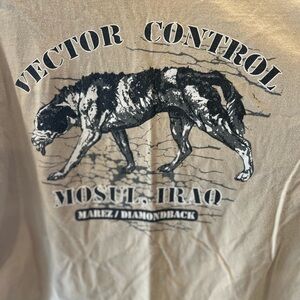 VECTOR CONTROL
MOSUL, IRAQ
MAREZ/DIAMONDBACK